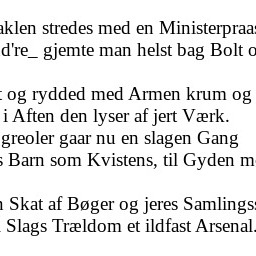 aklen stredes med en Ministerpraas
d're_ gjemte man helst bag Bolt o
t og rydded med Armen krum og
i Aften den lyser af jert Værk.
greoler gaar nu en slagen Gang
s Barn som Kvistens, til Gyden m
n Skat af Bøger og jeres Samlings
Slags Trældom et ildfast Arsenal.